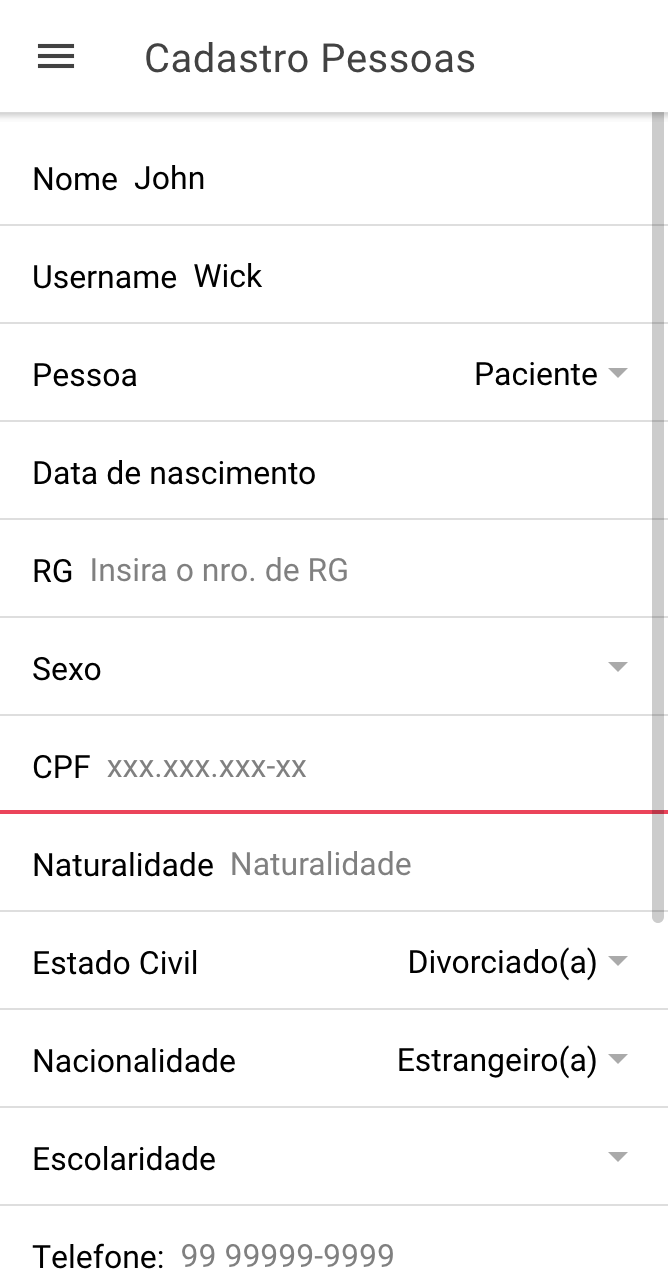 Cadastro Pessoas
Nome John
Username Wick
Pessoa Paciente
Data de nascimento
RG Insira o nro. de RG
Sexo
CPF xxx.xxx.xxx-xx
Naturalidade Naturalidade
Estado Civil Divorciado(a)
Nacionalidade Estrangeiro(a)
Escolaridade
Telefone: 99 99999-9999